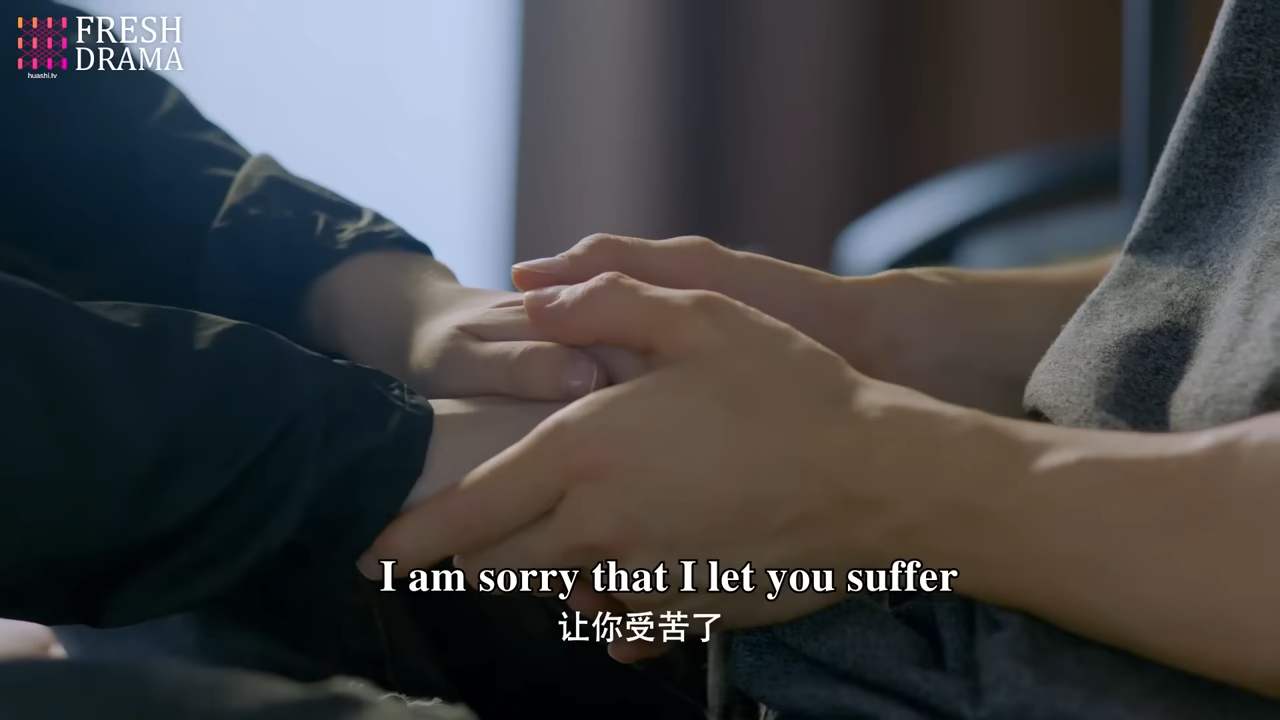 FRESH
DRAMA
huashi.tv
I am sorry that I let you suffer
让你受苦了